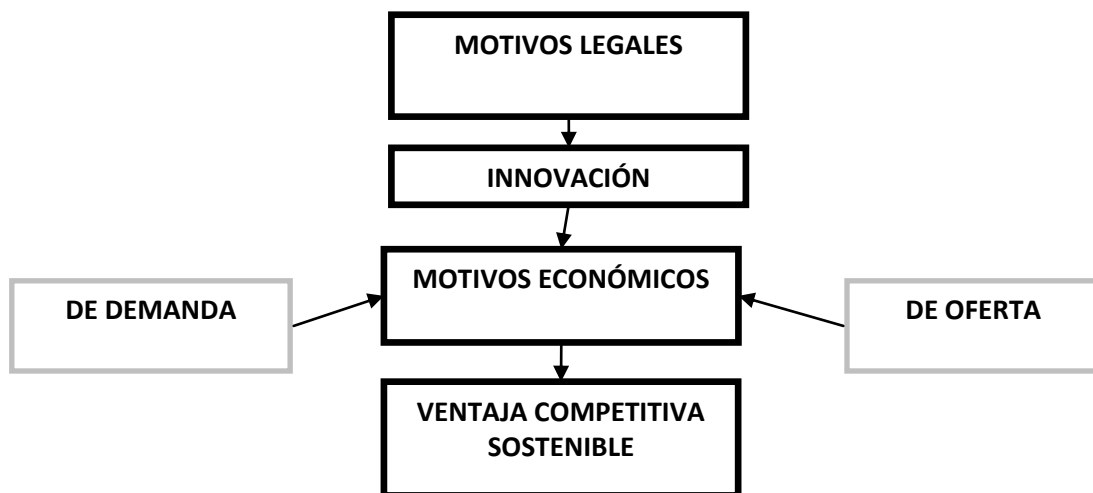 MOTIVOS LEGALES
INNOVACIÓN
MOTIVOS ECONÓMICOS
DE DEMANDA
DE OFERTA
VENTAJA COMPETITIVA
SOSTENIBLE